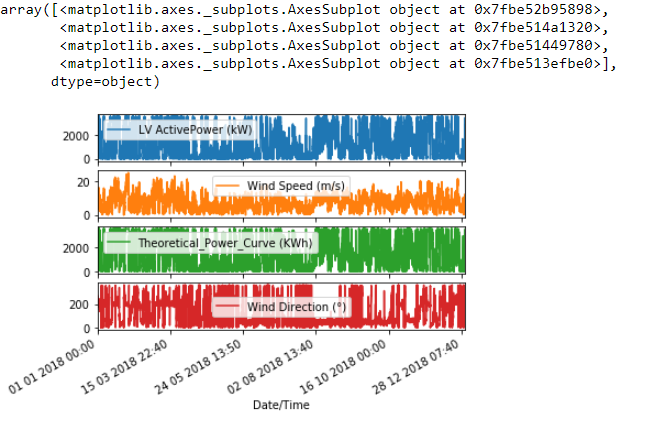 array([<matplotlib.axes._subplots.AxesSubplot object at 0x7fbe52b95898>,
<matplotlib.axes._subplots.AxesSubplot object at 0x7fbe514a1320>,
<matplotlib.axes._subplots.AxesSubplot object at 0x7fbe51449780>,
<matplotlib.axes._subplots.AxesSubplot object at 0x7fbe513efbe0>],
dtype=object)
LV ActivePower (kW)
2000
0
20
Wind Speed (m/s)
0
Theoretical_Power_Curve (KWh)
2000
0
200
Wind Direction (°)
0
01 01 2018 00:00
15 03 2018 22:40
24 05 2018 13:50
02 08 2018 13:40
16 10 2018 00:00
28 12 2018 07:40
Date/Time